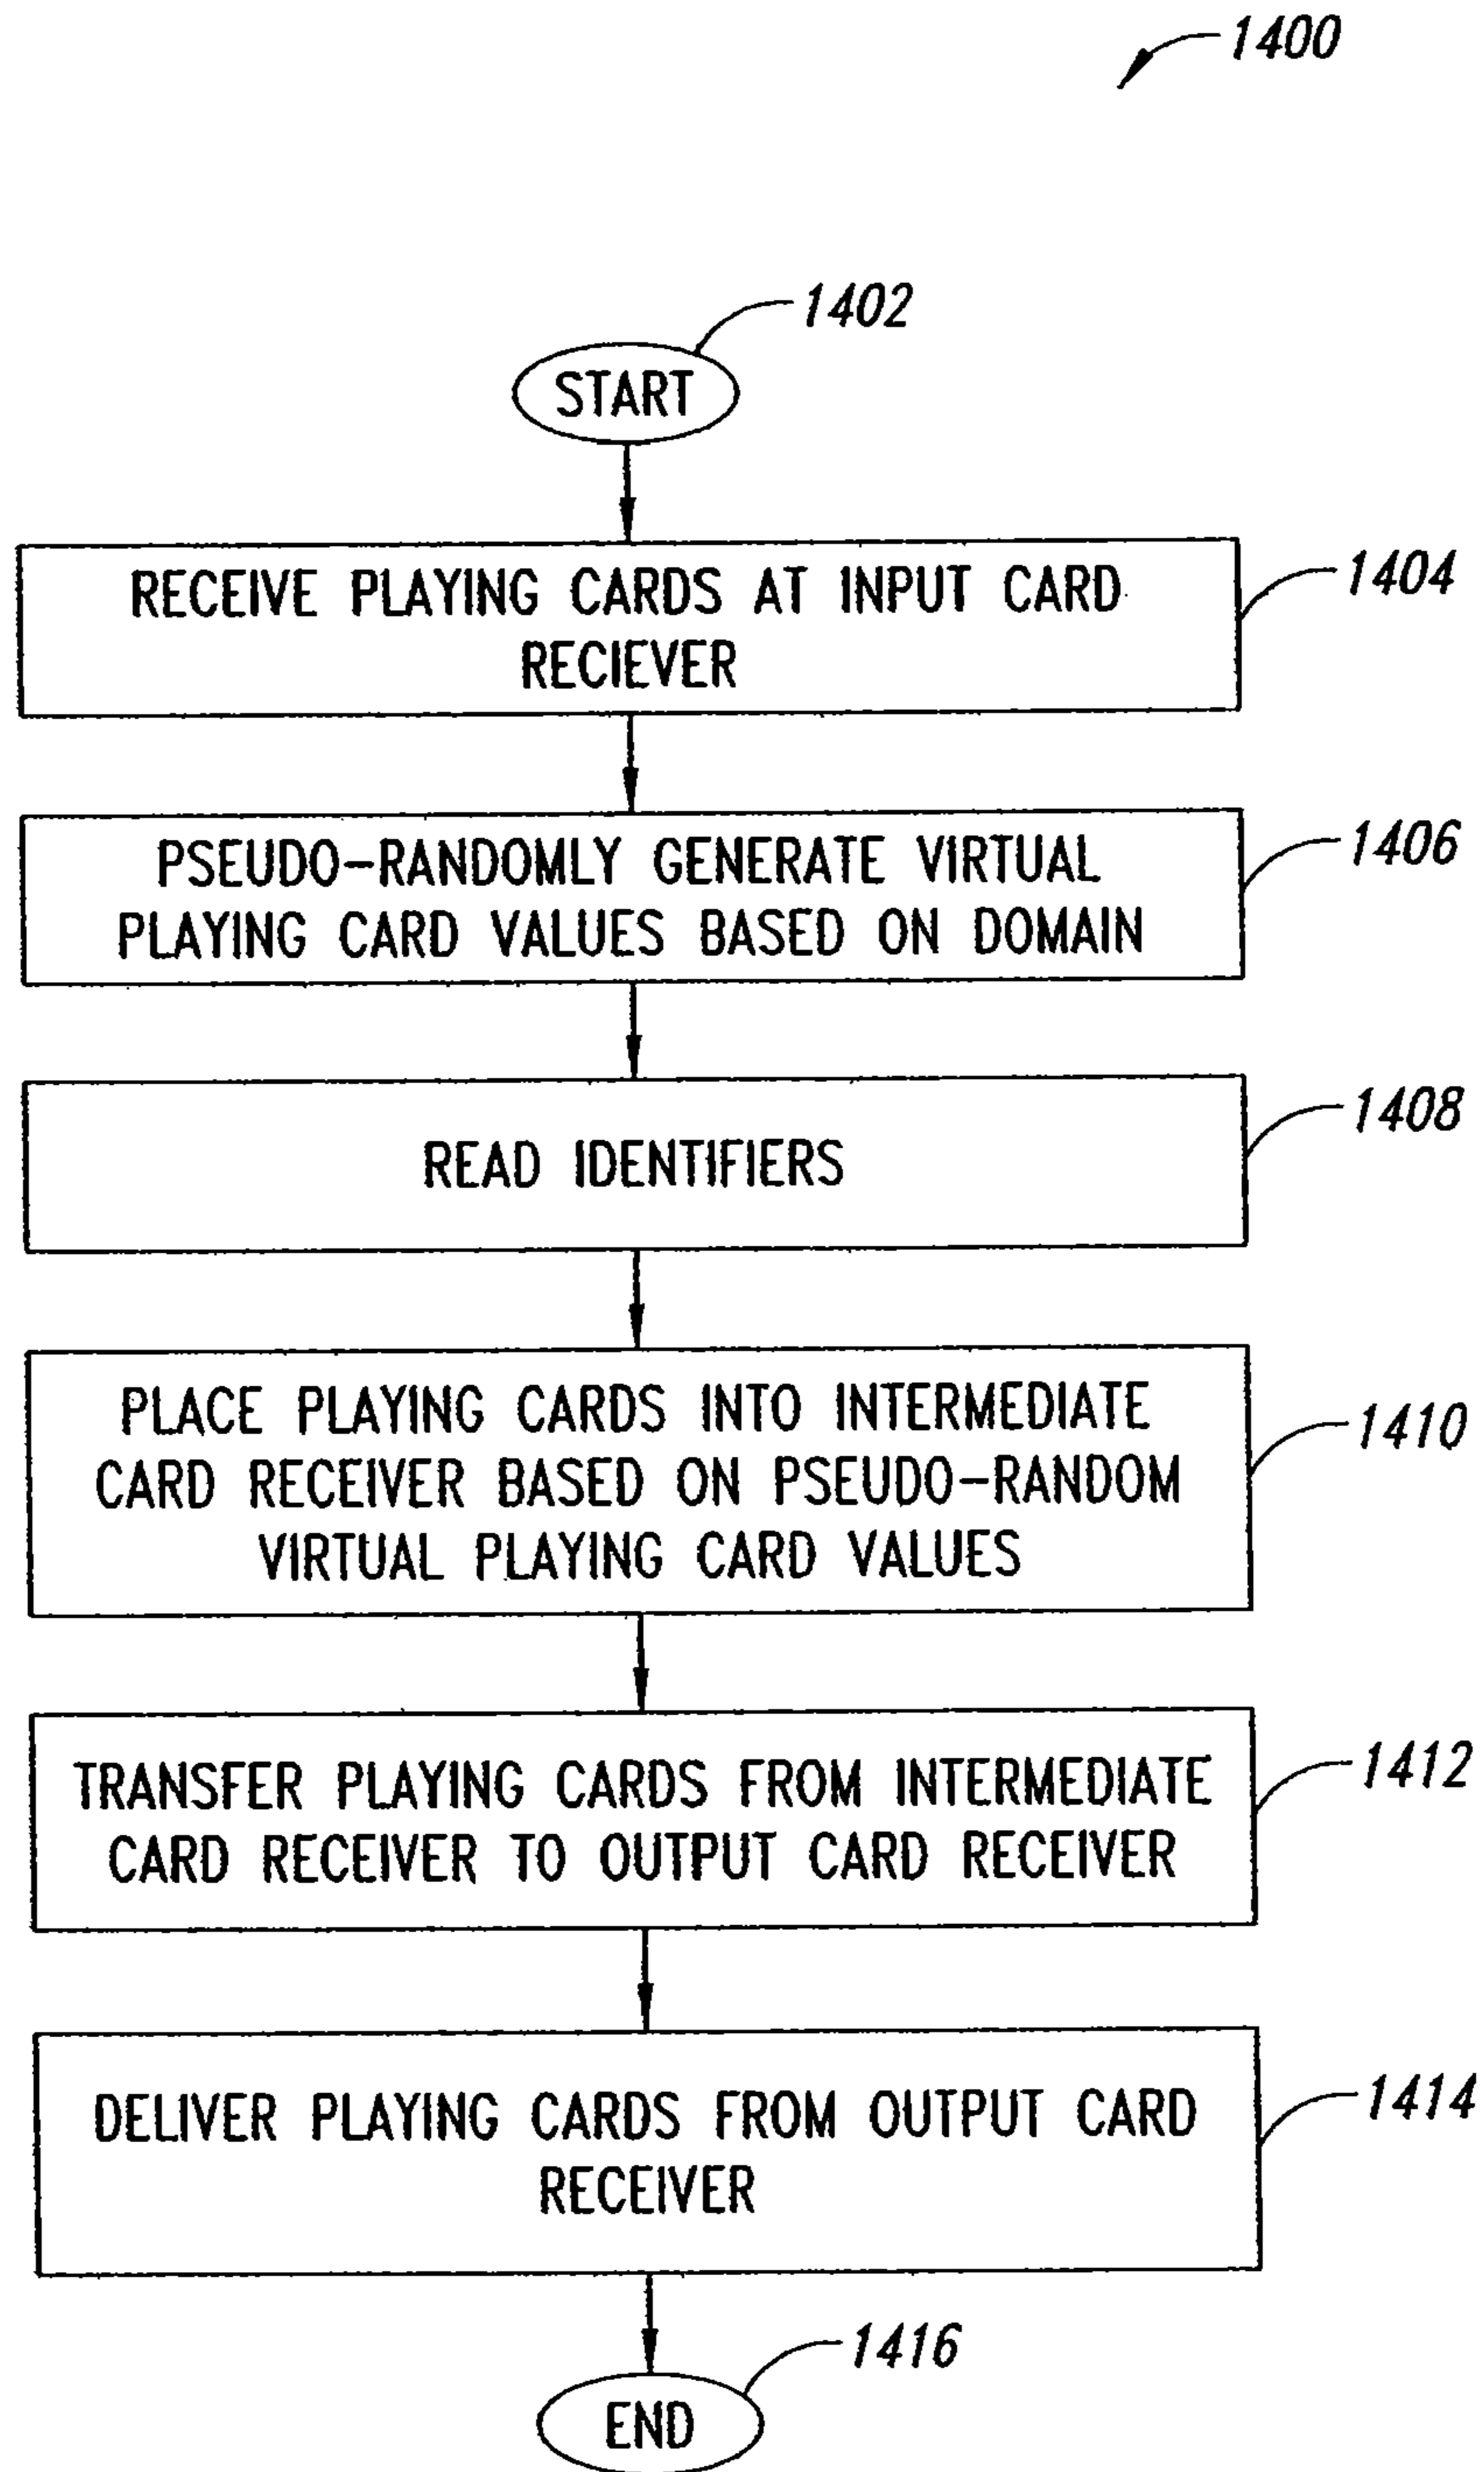 1400
1402
START
1404
RECEIVE PLAYING CARDS AT INPUT CARD
RECIEVER
1406
PSEUDO-RANDOMLY GENERATE VIRTUAL
PLAYING CARD VALUES BASED ON DOMAIN
1408
READ IDENTIFIERS
1410
PLACE PLAYING CARDS INTO INTERMEDIATE
CARD RECEIVER BASED ON PSEUDO-RANDOM
VIRTUAL PLAYING CARD VALUES
1412
TRANSFER PLAYING CARDS FROM INTERMEDIATE
CARD RECEIVER TO OUTPUT CARD RECEIVER
1414
DELIVER PLAYING CARDS FROM OUTPUT CARD
RECEIVER
1416
END